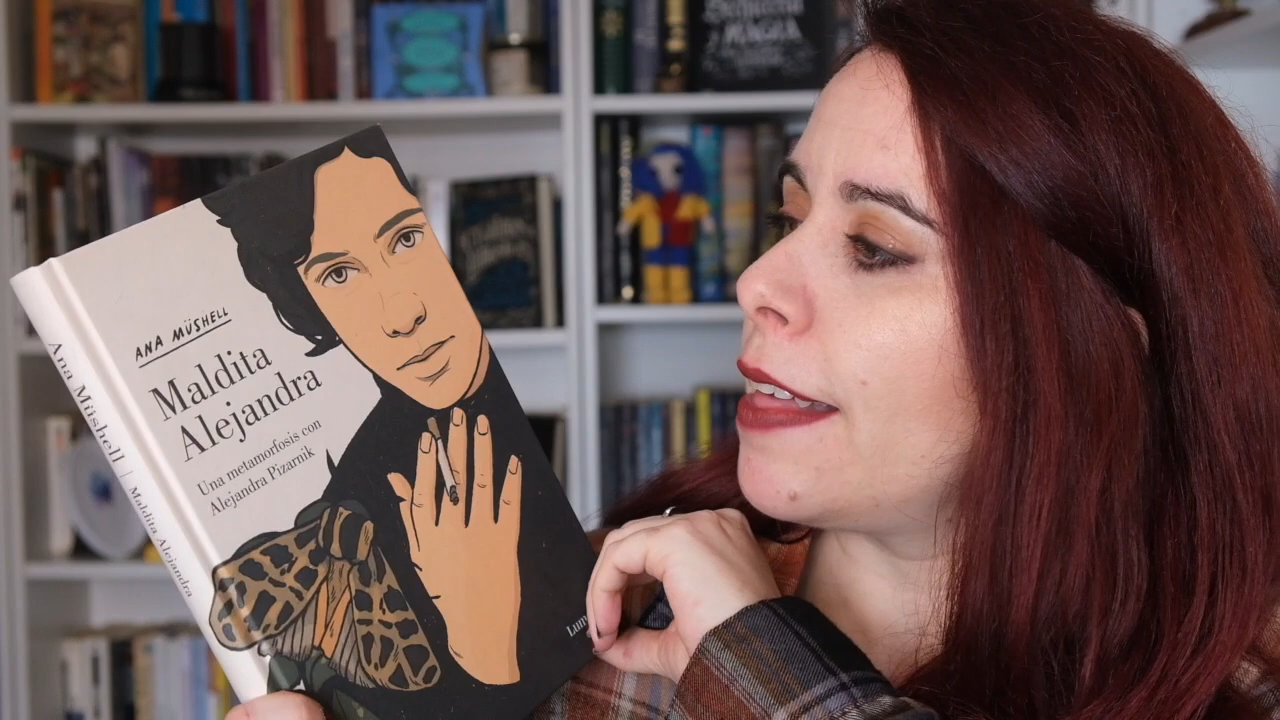 ANA MÜSHELL
Maldita
Alejandra
Una metamorfosis con
Alejandra Pizarnik
Ana Müshell | Maldita Alejandra